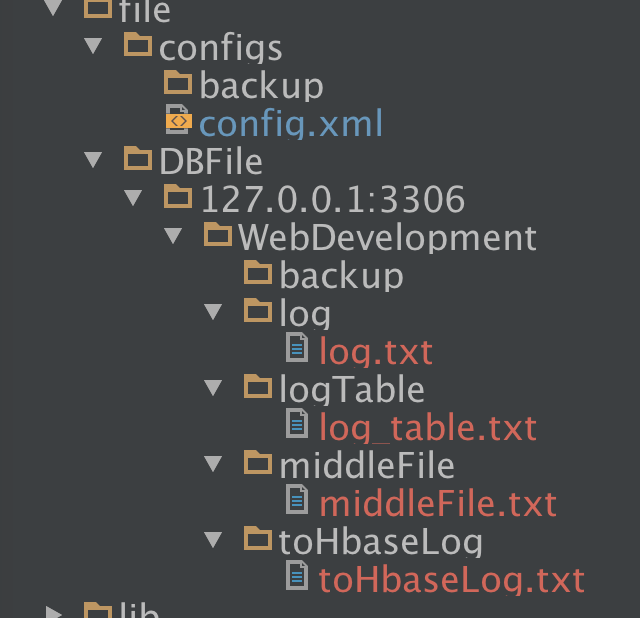 file
configs
backup
config.xml
DBFile
127.0.0.1:3306
WebDevelopment
backup
log
log.txt
logTable
log_table.txt
middleFile
middleFile.txt
toHbaseLog
toHbaseLog.txt
lib